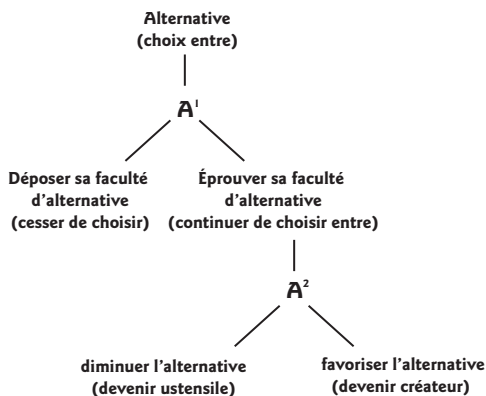 Alternative
(choix entre)
A¹
Déposer sa faculté
d'alternative
(cesser de choisir)
Éprouver sa faculté
d'alternative
(continuer de choisir entre)
A²
diminuer l'alternative
(devenir ustensile)
favoriser l'alternative
(devenir créateur)